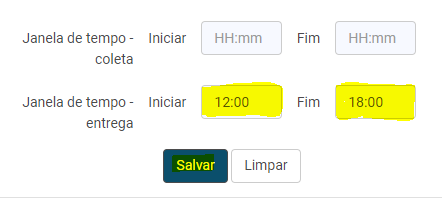 Janela de tempo - Iniciar HH:mm Fim HH:mm
coleta
Janela de tempo - Iniciar 12:00 Fim 18:00
entrega
Salvar Limpar